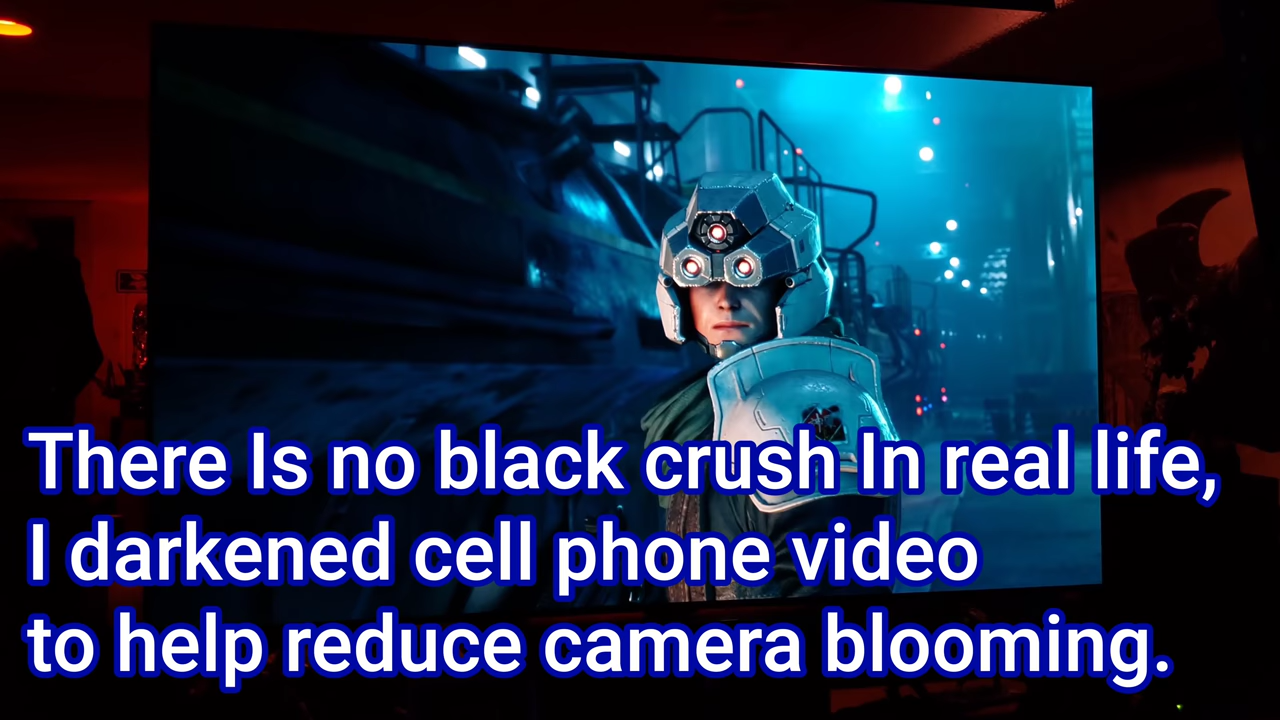 There Is no black crush In real life,
I darkened cell phone video
to help reduce camera blooming.